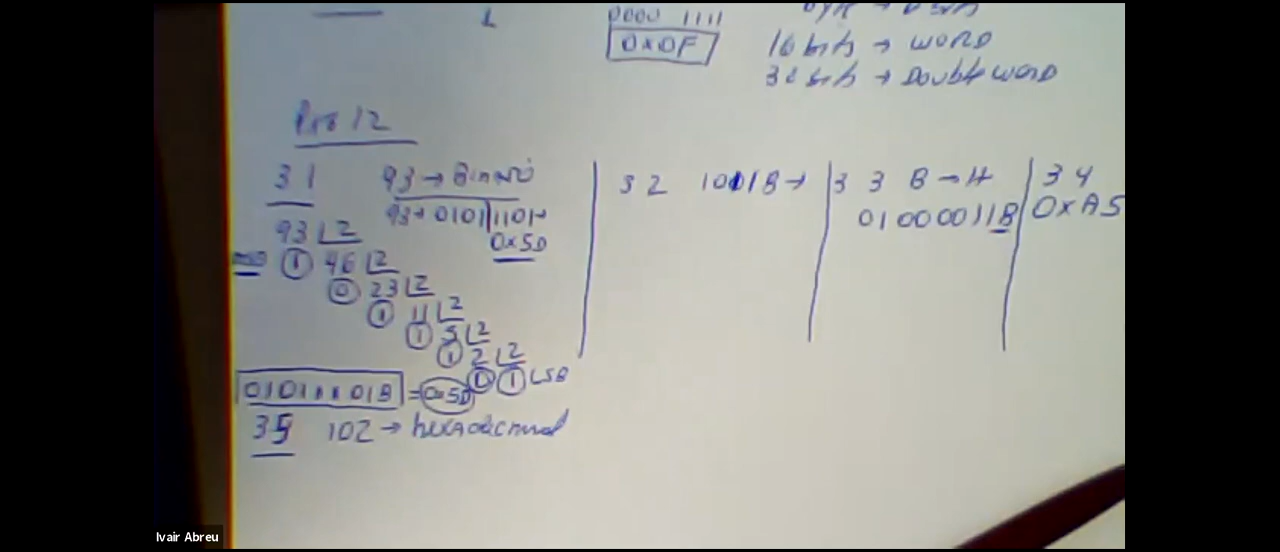 0000 1111
0x0F
16 bits → WORD
32 bits → Double WORD
Pro 12
31 93 → Binário
93 → 0101|1101
0x5D
93 2
1 46 2
0 23 2
1 11 2
1 5 2
1 2 2
0 1 LSB
0101 1101B = 0x5D
32 1001B →
33 B → H
01000011B
34
0xA5
35 102 → hexadecimal
Ivair Abreu